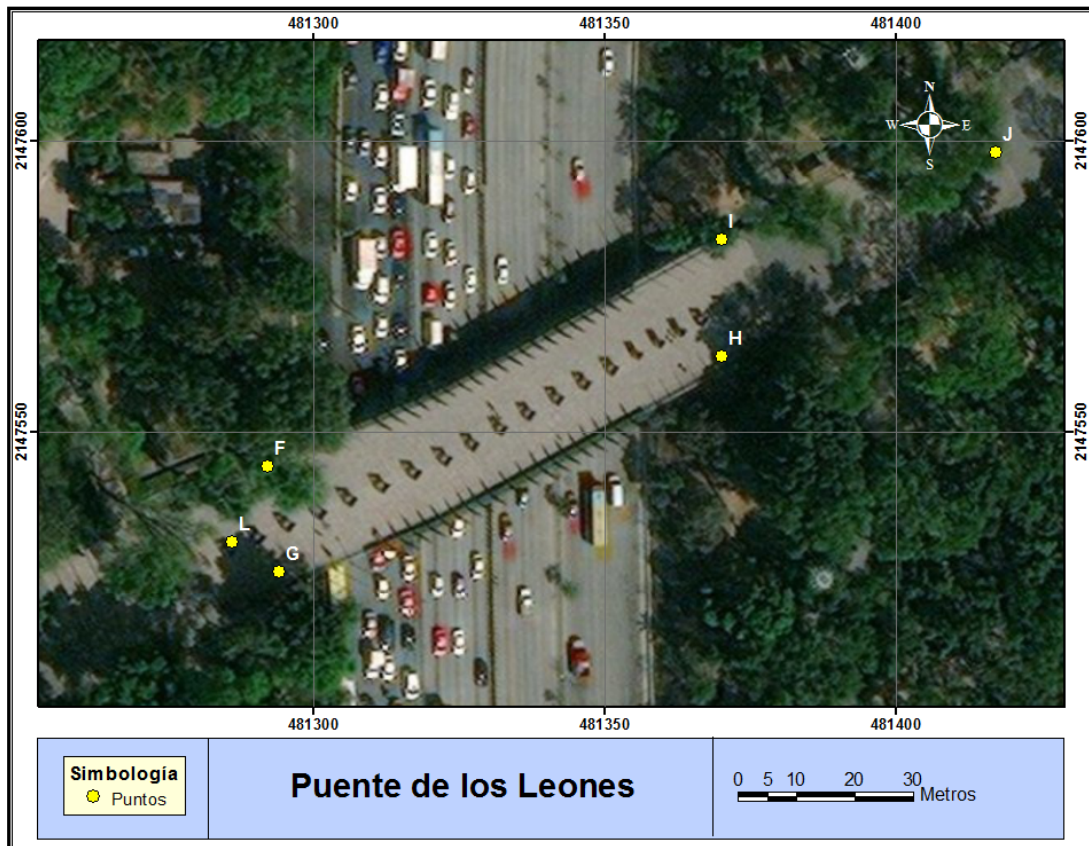 481300 481350 481400
N
W E
S
J
2147600 2147600
I
H
2147550 2147550
F
L
G
481300 481350 481400
Simbología
Puntos
Puente de los Leones
0 5 10 20 30
Metros